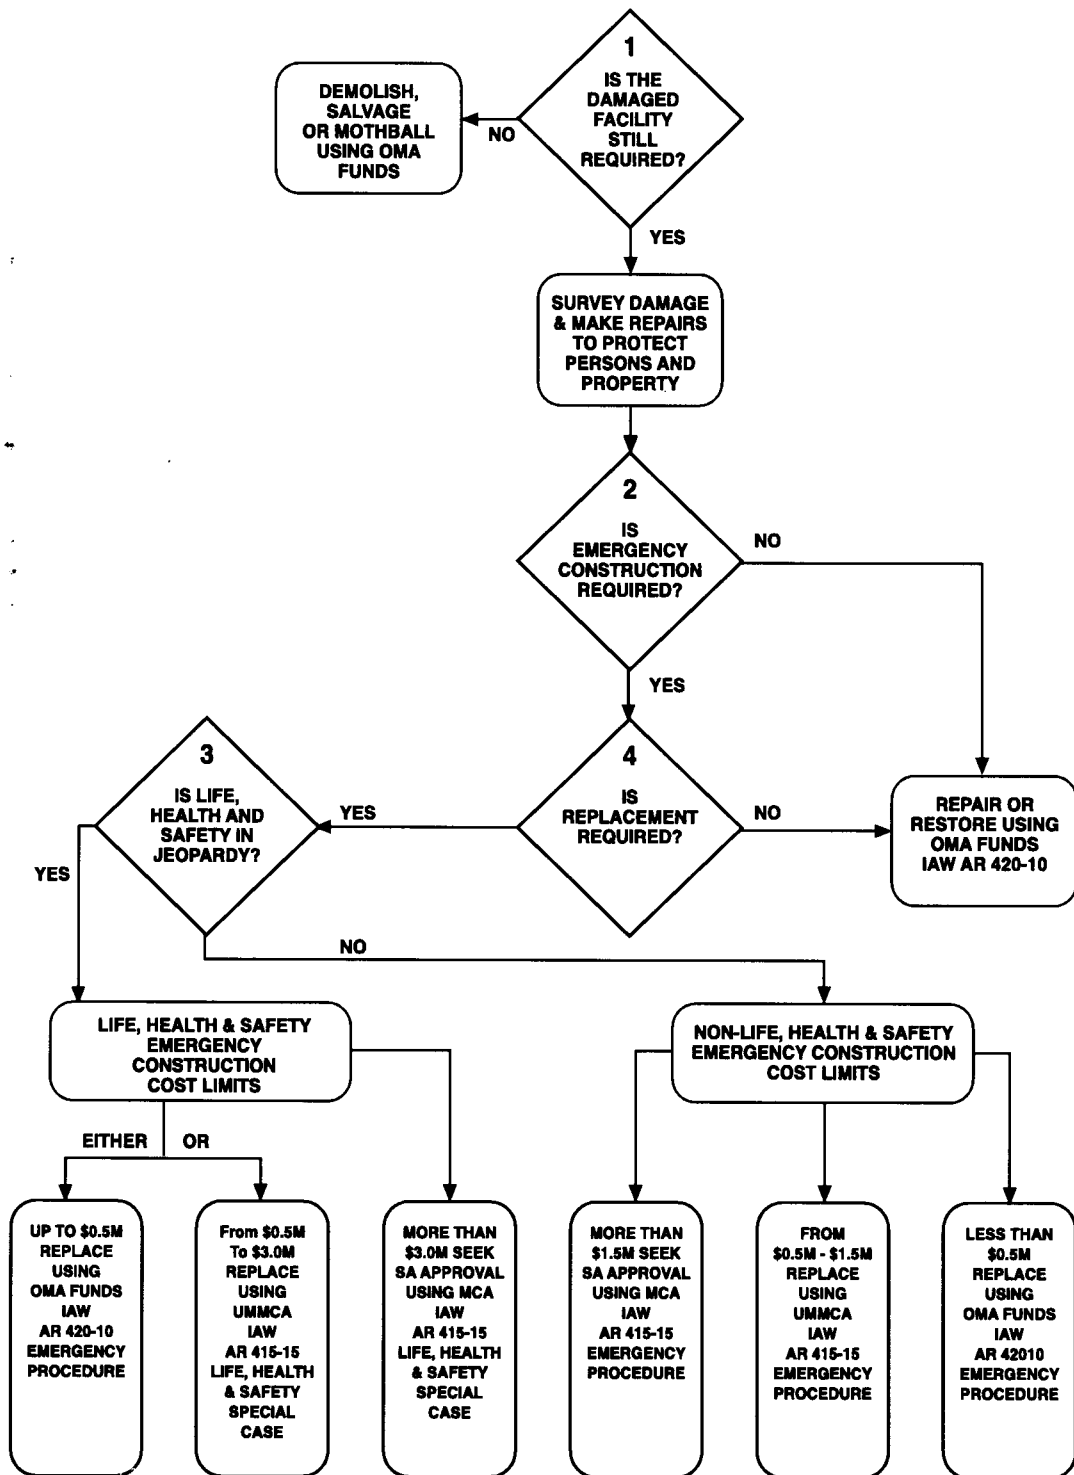 1
IS THE
DAMAGED
FACILITY
STILL
REQUIRED?
NO
DEMOLISH,
SALVAGE
OR MOTHBALL
USING OMA
FUNDS
YES
SURVEY DAMAGE
& MAKE REPAIRS
TO PROTECT
PERSONS AND
PROPERTY
2
IS
EMERGENCY
CONSTRUCTION
REQUIRED?
NO
YES
3
IS LIFE,
HEALTH AND
SAFETY IN
JEOPARDY?
YES
4
IS
REPLACEMENT
REQUIRED?
NO
REPAIR OR
RESTORE USING
OMA FUNDS
IAW AR 420-10
YES
NO
LIFE, HEALTH & SAFETY
EMERGENCY
CONSTRUCTION
COST LIMITS
NON-LIFE, HEALTH & SAFETY
EMERGENCY CONSTRUCTION
COST LIMITS
EITHER OR
UP TO $0.5M
REPLACE
USING
OMA FUNDS
IAW
AR 420-10
EMERGENCY
PROCEDURE
From $0.5M
To $3.0M
REPLACE
USING
UMMCA
IAW
AR 415-15
LIFE, HEALTH
& SAFETY
SPECIAL
CASE
MORE THAN
$3.0M SEEK
SA APPROVAL
USING MCA
IAW
AR 415-15
LIFE, HEALTH
& SAFETY
SPECIAL
CASE
MORE THAN
$1.5M SEEK
SA APPROVAL
USING MCA
IAW
AR 415-15
EMERGENCY
PROCEDURE
FROM
$0.5M - $1.5M
REPLACE
USING
UMMCA
IAW
AR 415-15
EMERGENCY
PROCEDURE
LESS THAN
$0.5M
REPLACE
USING
OMA FUNDS
IAW
AR 42010
EMERGENCY
PROCEDURE